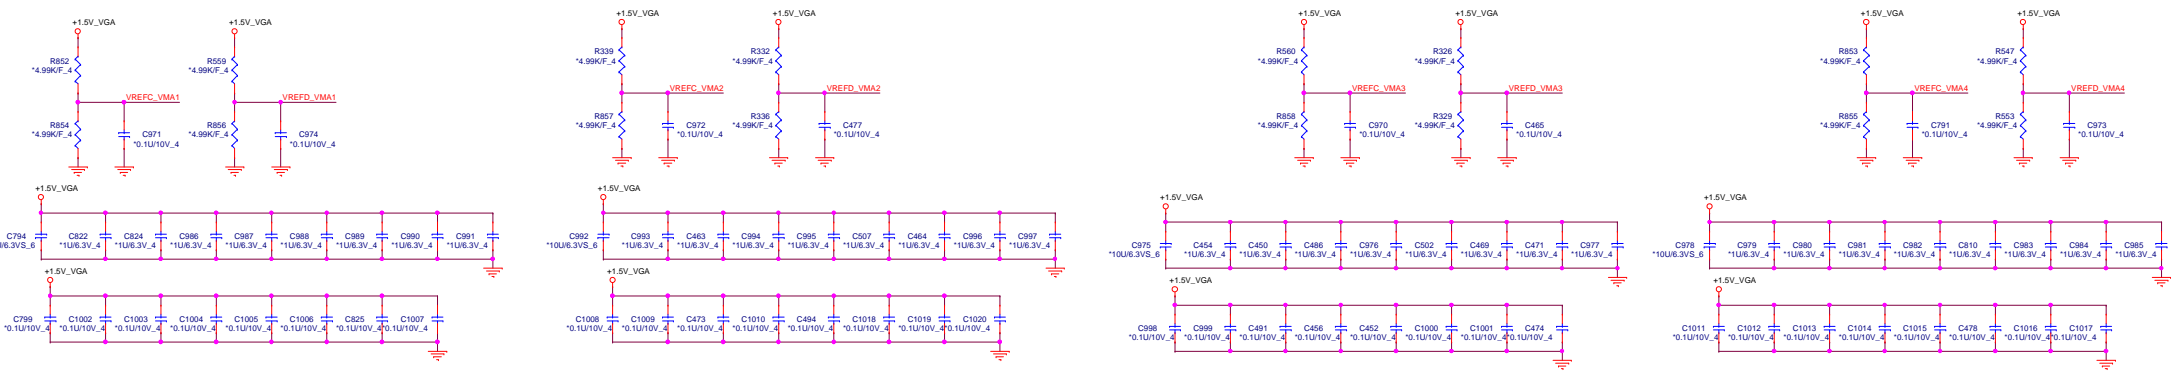 +1.5V_VGA +1.5V_VGA +1.5V_VGA +1.5V_VGA +1.5V_VGA +1.5V_VGA +1.5V_VGA +1.5V_VGA
R852 *4.99K/F_4 R559 *4.99K/F_4 R339 *4.99K/F_4 R332 *4.99K/F_4 R560 *4.99K/F_4 R326 *4.99K/F_4 R853 *4.99K/F_4 R547 *4.99K/F_4
VREFC_VMA1 VREFD_VMA1 VREFC_VMA2 VREFD_VMA2 VREFC_VMA3 VREFD_VMA3 VREFC_VMA4 VREFD_VMA4
R854 *4.99K/F_4 C971 *0.1U/10V_4 R856 *4.99K/F_4 C974 *0.1U/10V_4 R857 *4.99K/F_4 C972 *0.1U/10V_4 R336 *4.99K/F_4 C477 *0.1U/10V_4 R858 *4.99K/F_4 C970 *0.1U/10V_4 R329 *4.99K/F_4 C465 *0.1U/10V_4 R855 *4.99K/F_4 C791 *0.1U/10V_4 R553 *4.99K/F_4 C973 *0.1U/10V_4
+1.5V_VGA +1.5V_VGA +1.5V_VGA +1.5V_VGA
C794 C822 C824 C986 C987 C988 C989 C990 C991
U/6.3VS_6 *1U/6.3V_4 *1U/6.3V_4 *1U/6.3V_4 *1U/6.3V_4 *1U/6.3V_4 *1U/6.3V_4 *1U/6.3V_4 *1U/6.3V_4
C992 C993 C463 C994 C995 C507 C464 C996 C997
*10U/6.3VS_6 *1U/6.3V_4 *1U/6.3V_4 *1U/6.3V_4 *1U/6.3V_4 *1U/6.3V_4 *1U/6.3V_4 *1U/6.3V_4 *1U/6.3V_4
C975 C454 C450 C486 C976 C502 C469 C471 C977
*10U/6.3VS_6 *1U/6.3V_4 *1U/6.3V_4 *1U/6.3V_4 *1U/6.3V_4 *1U/6.3V_4 *1U/6.3V_4 *1U/6.3V_4 *1U/6.3V_4
C978 C979 C980 C981 C982 C810 C983 C984 C985
*10U/6.3VS_6 *1U/6.3V_4 *1U/6.3V_4 *1U/6.3V_4 *1U/6.3V_4 *1U/6.3V_4 *1U/6.3V_4 *1U/6.3V_4 *1U/6.3V_4
+1.5V_VGA +1.5V_VGA +1.5V_VGA +1.5V_VGA
C799 C1002 C1003 C1004 C1005 C1006 C825 C1007
*0.1U/10V_4 *0.1U/10V_4 *0.1U/10V_4 *0.1U/10V_4 *0.1U/10V_4 *0.1U/10V_4 *0.1U/10V_4 *0.1U/10V_4
C1008 C1009 C473 C1010 C494 C1018 C1019 C1020
*0.1U/10V_4 *0.1U/10V_4 *0.1U/10V_4 *0.1U/10V_4 *0.1U/10V_4 *0.1U/10V_4 *0.1U/10V_4 *0.1U/10V_4
C998 C999 C491 C456 C452 C1000 C1001 C474
*0.1U/10V_4 *0.1U/10V_4 *0.1U/10V_4 *0.1U/10V_4 *0.1U/10V_4 *0.1U/10V_4 *0.1U/10V_4 *0.1U/10V_4
C1011 C1012 C1013 C1014 C1015 C478 C1016 C1017
*0.1U/10V_4 *0.1U/10V_4 *0.1U/10V_4 *0.1U/10V_4 *0.1U/10V_4 *0.1U/10V_4 *0.1U/10V_4 *0.1U/10V_4